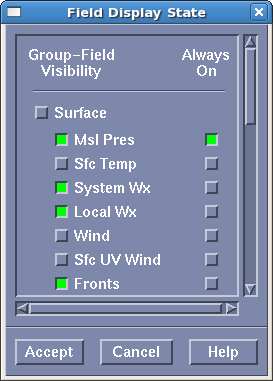 Field Display State
Group-Field Always
Visibility On
Surface
Msl Pres
Sfc Temp
System Wx
Local Wx
Wind
Sfc UV Wind
Fronts
Accept Cancel Help